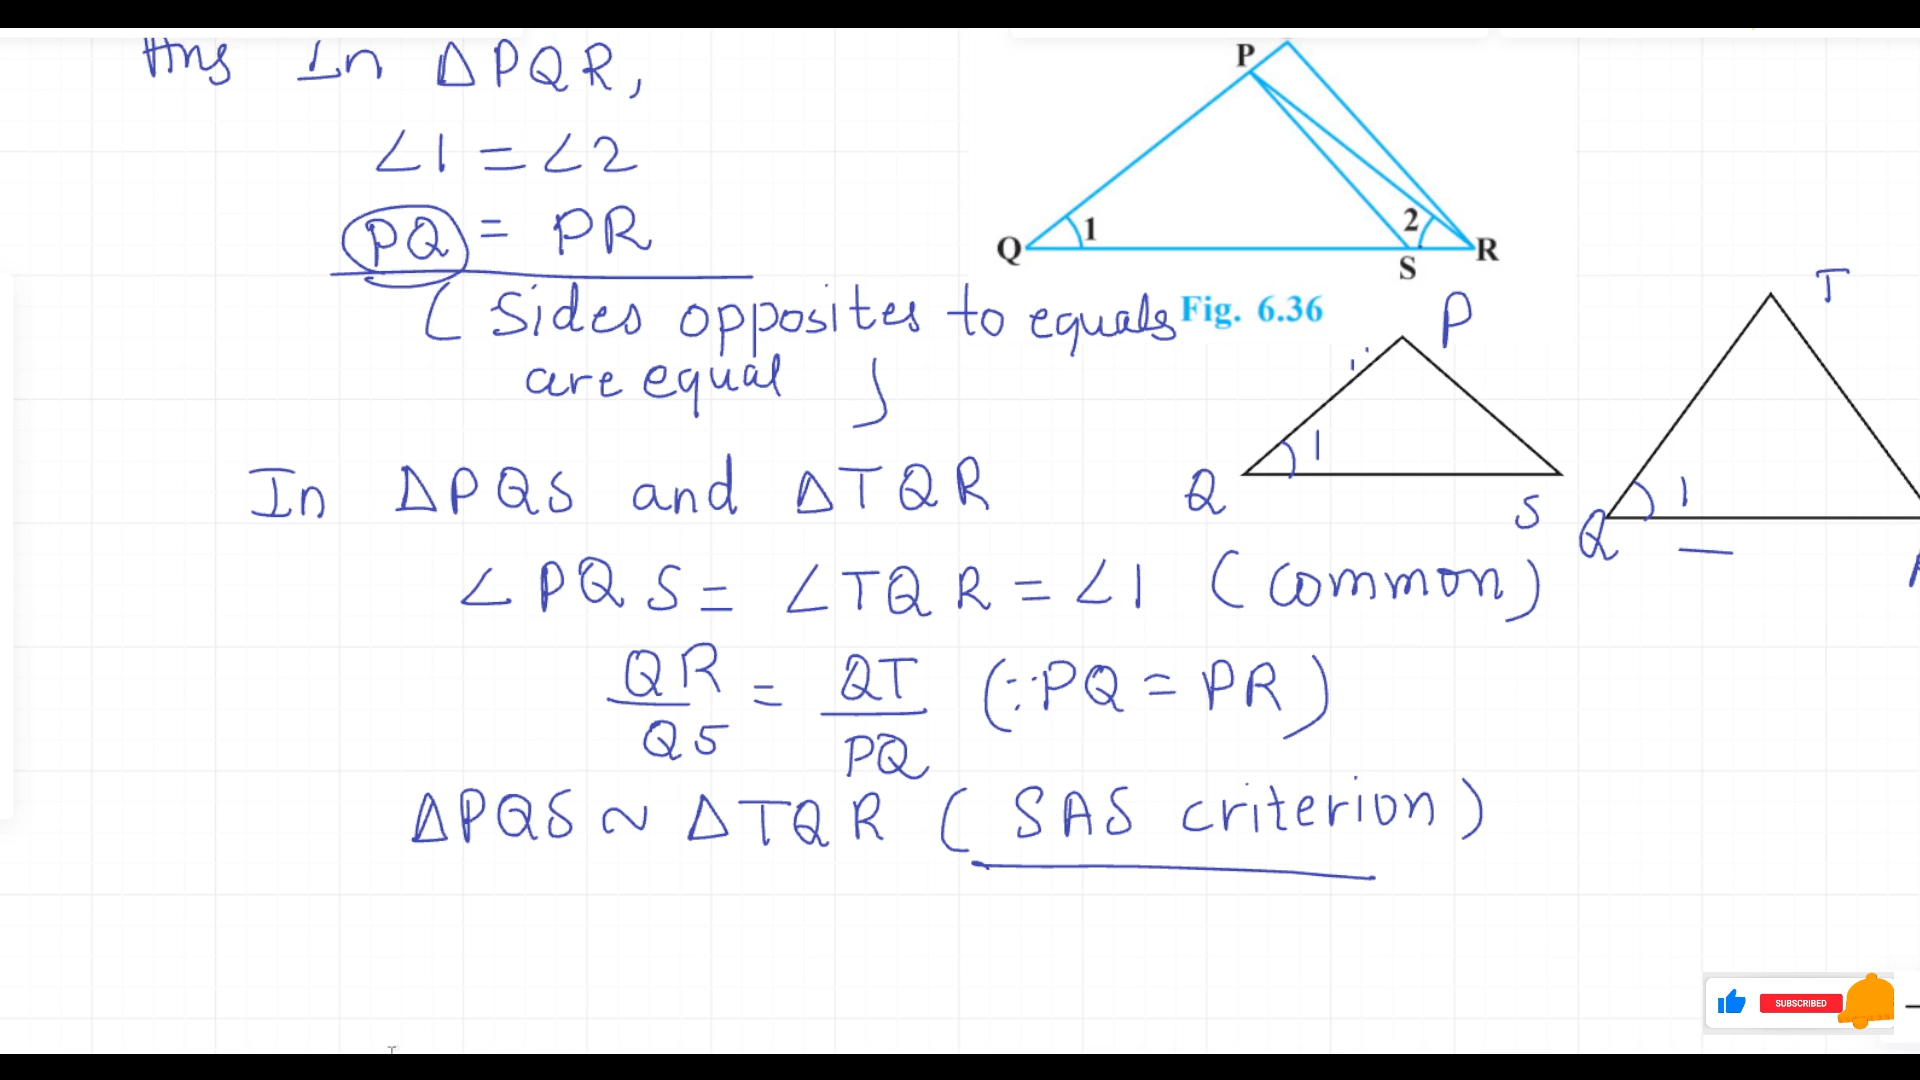 Ans In ΔPQR,
∠1 = ∠2
PQ = PR
( Sides opposites to equals
are equal )
In ΔPQS and ΔTQR
∠PQS = ∠TQR = ∠1 (Common)
QR/QS = QT/PQ (∵PQ = PR)
ΔPQS ~ ΔTQR ( SAS criterion )
P
1
2
Q
R
S
Fig. 6.36
P
1
Q
S
T
1
Q
SUBSCRIBED